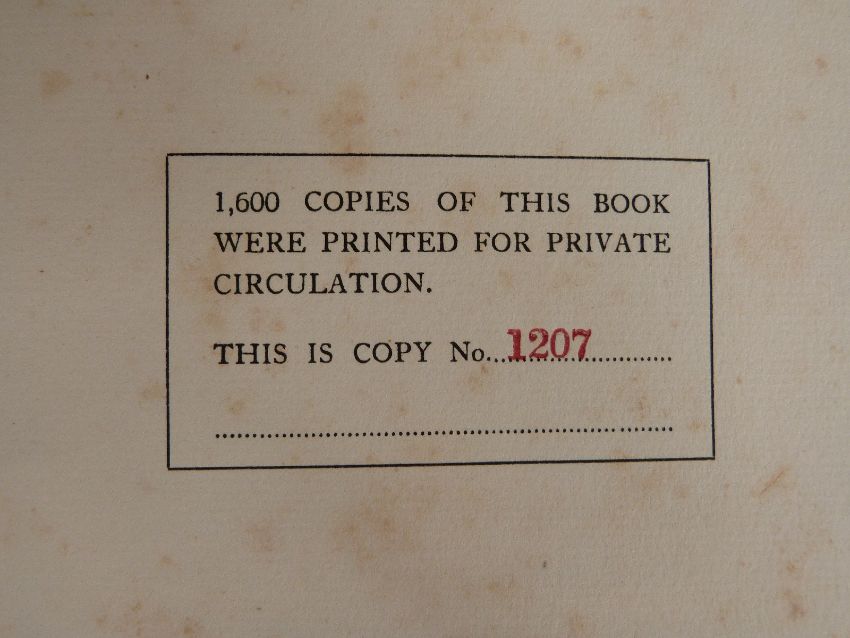 1,600 COPIES OF THIS BOOK
WERE PRINTED FOR PRIVATE
CIRCULATION.
THIS IS COPY No...1207..........
................................................